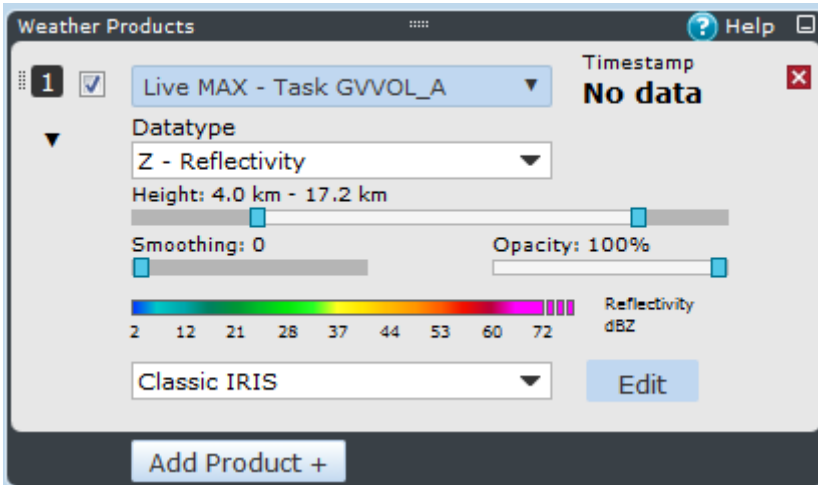 Weather Products
Help
1
Live MAX - Task GVVOL_A
Timestamp
No data
Datatype
Z - Reflectivity
Height: 4.0 km - 17.2 km
Smoothing: 0
Opacity: 100%
2 12 21 28 37 44 53 60 72
Reflectivity
dBZ
Classic IRIS
Edit
Add Product +